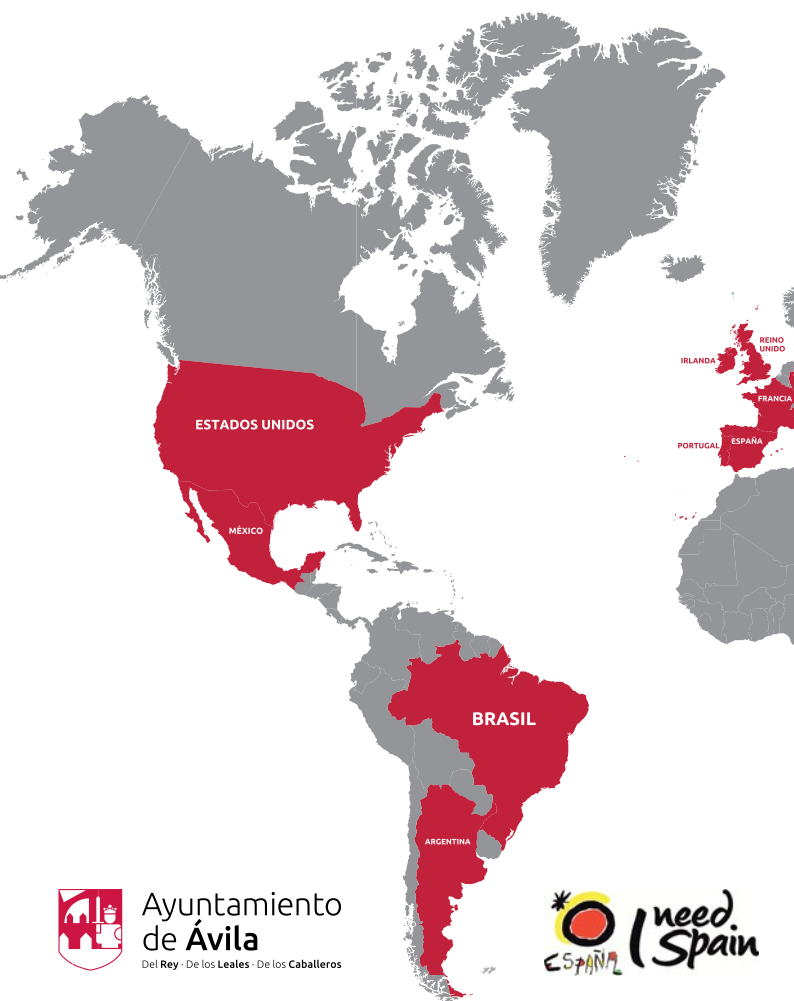 REINO
UNIDO
IRLANDA
FRANCIA
ESTADOS UNIDOS
PORTUGAL
ESPAÑA
MÉXICO
BRASIL
ARGENTINA
Ayuntamiento
de Ávila
Del Rey · De los Leales · De los Caballeros
ESPAÑA
I need
Spain